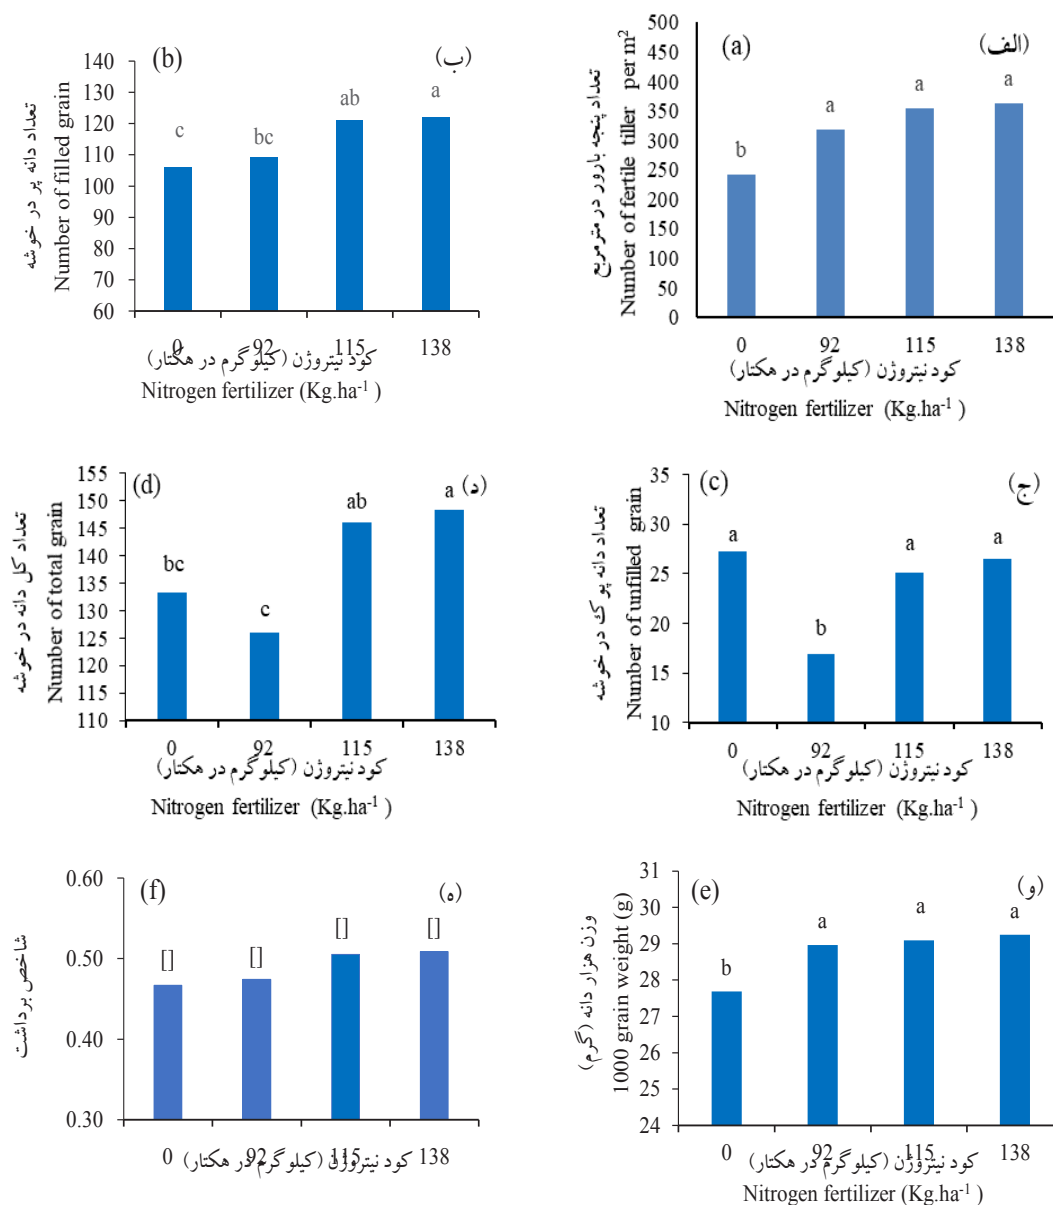 (b)
(ب)
140
130
120
110
100
90
80
70
60
c
bc
ab
a
تعداد دانه پر در خوشه
Number of filled grain
0 92 115 138
کود نیتروژن (کیلوگرم در هکتار)
Nitrogen fertilizer (Kg.ha⁻¹ )
(a)
(الف)
500
450
400
350
300
250
200
150
100
50
0
b
a
a
a
تعداد پنجه بارور در مترمربع
Number of fertile tiller per m²
0 92 115 138
کود نیتروژن (کیلوگرم در هکتار)
Nitrogen fertilizer (Kg.ha⁻¹ )
(d)
(د)
155
150
145
140
135
130
125
120
115
110
bc
c
ab
a
تعداد کل دانه در خوشه
Number of total grain
0 92 115 138
کود نیتروژن (کیلوگرم در هکتار)
Nitrogen fertilizer (Kg.ha⁻¹ )
(c)
(ج)
35
31
26
21
15
10
a
b
a
a
تعداد دانه پوک در خوشه
Number of unfilled grain
0 92 115 138
کود نیتروژن (کیلوگرم در هکتار)
Nitrogen fertilizer (Kg.ha⁻¹ )
(f)
(ه)
0.60
0.50
0.40
0.30
[]
[]
[]
[]
شاخص برداشت
0 92 115 138
کود نیتروژن (کیلوگرم در هکتار)
(e)
(و)
31
30
29
28
27
26
25
24
b
a
a
a
وزن هزار دانه (گرم)
1000 grain weight (g)
0 92 115 138
کود نیتروژن (کیلوگرم در هکتار)
Nitrogen fertilizer (Kg.ha⁻¹ )